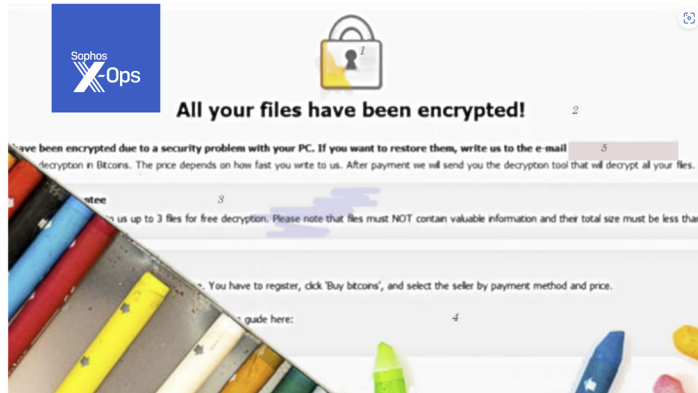 Sophos
X-Ops
1
All your files have been encrypted! 2
have been encrypted due to a security problem with your PC. If you want to restore them, write us to the e-mail 5
decryption in Bitcoins. The price depends on how fast you write to us. After payment we will send you the decryption tool that will decrypt all your files.
3
to us up to 3 files for free decryption. Please note that files must NOT contain valuable information and their total size must be less than
. You have to register, click 'Buy bitcoins', and select the seller by payment method and price.
guide here: 4